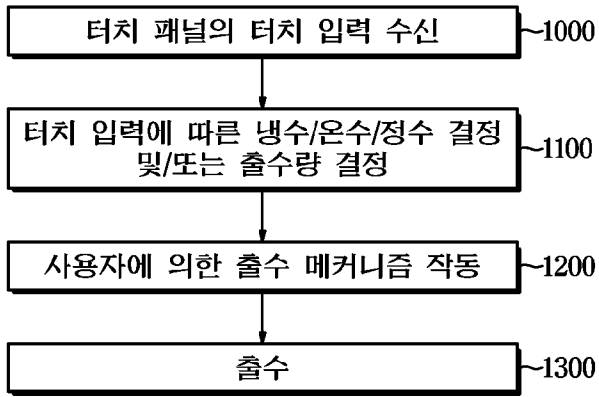 터치 패널의 터치 입력 수신 ~1000
터치 입력에 따른 냉수/온수/정수 결정
및/또는 출수량 결정 ~1100
사용자에 의한 출수 메커니즘 작동 ~1200
출수 ~1300